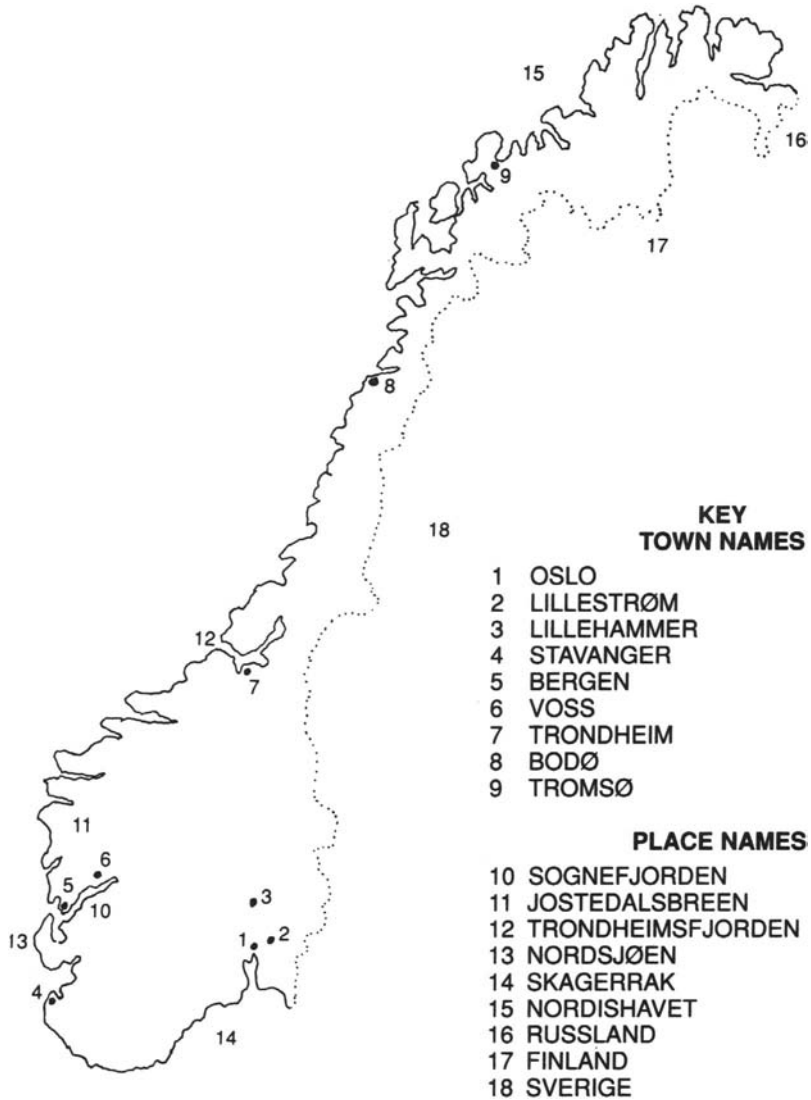 15
16
9
17
8
18
12
7
11
6
5
10
3
13
1
2
4
14
KEY
TOWN NAMES
1 OSLO
2 LILLESTRØM
3 LILLEHAMMER
4 STAVANGER
5 BERGEN
6 VOSS
7 TRONDHEIM
8 BODØ
9 TROMSØ
PLACE NAMES
10 SOGNEFJORDEN
11 JOSTEDALSBREEN
12 TRONDHEIMSFJORDEN
13 NORDSJØEN
14 SKAGERRAK
15 NORDISHAVET
16 RUSSLAND
17 FINLAND
18 SVERIGE